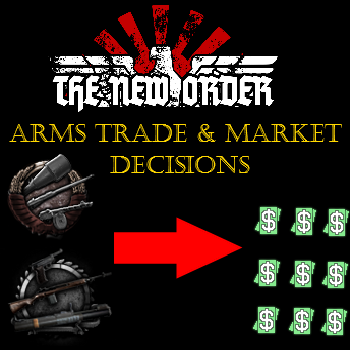 THE NEW ORDER
ARMS TRADE & MARKET
DECISIONS
$ $ $
$ $ $
$ $ $